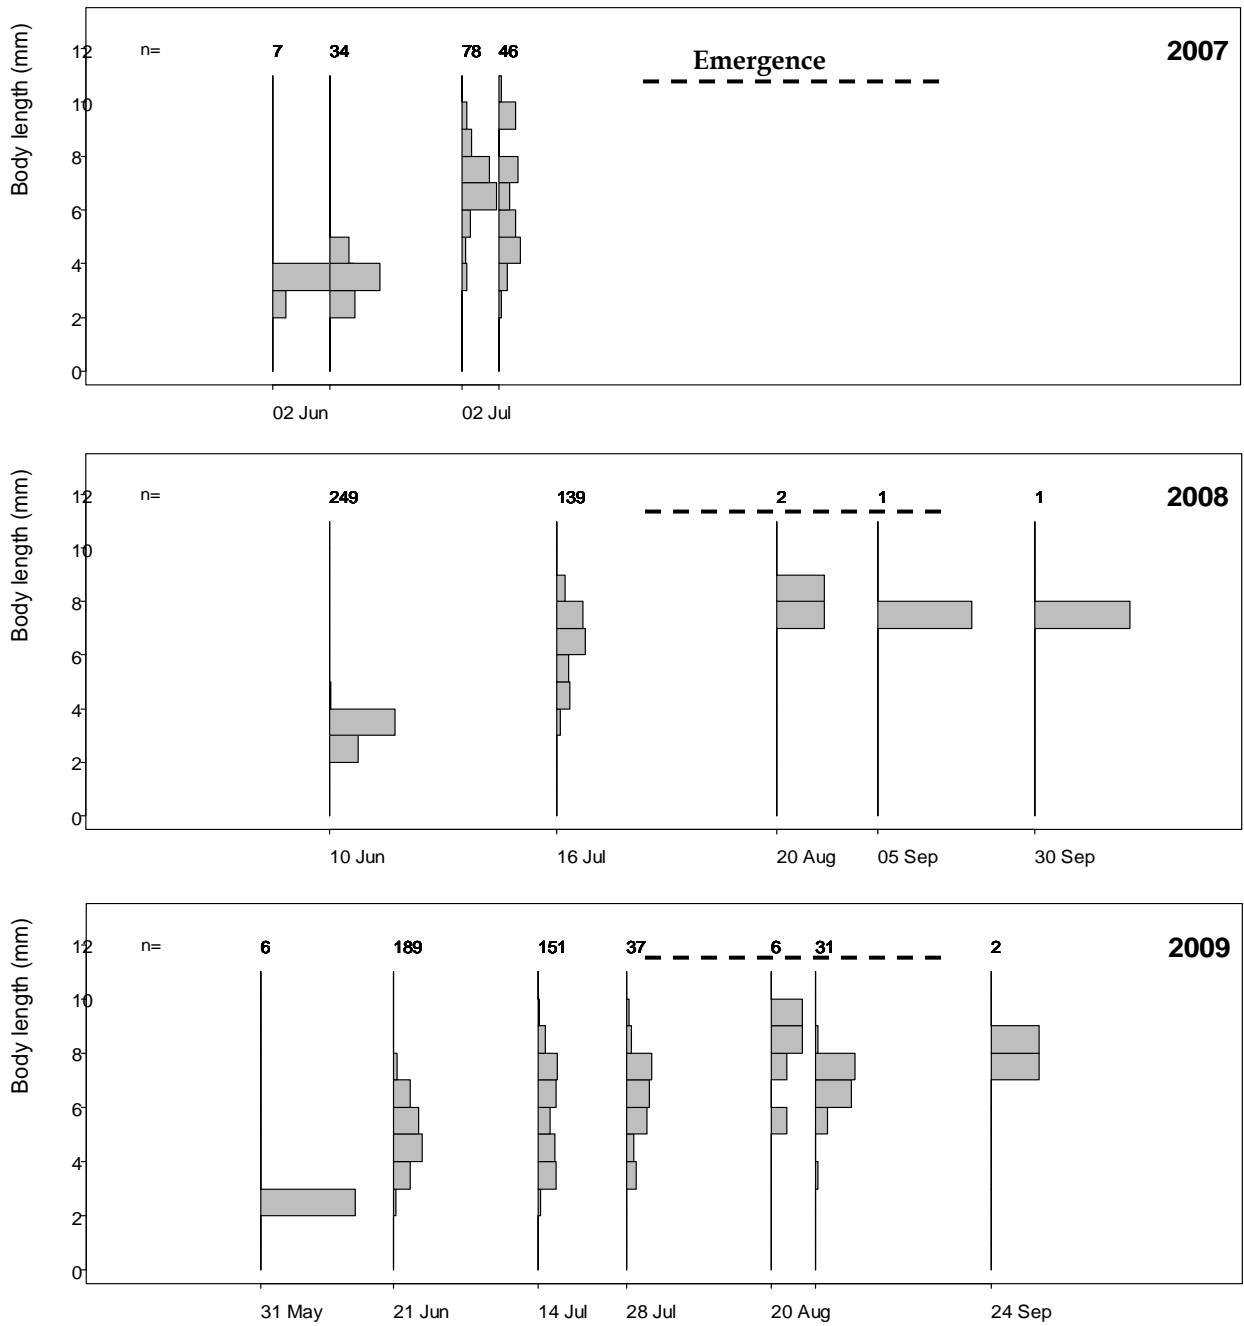 Body length (mm)
12
10
8
6
4
2
0
n=
7
34
78
46
Emergence
2007
02 Jun
02 Jul
Body length (mm)
12
10
8
6
4
2
0
n=
249
139
2
1
1
2008
10 Jun
16 Jul
20 Aug
05 Sep
30 Sep
Body length (mm)
12
10
8
6
4
2
0
n=
6
189
151
37
6
31
2
2009
31 May
21 Jun
14 Jul
28 Jul
20 Aug
24 Sep